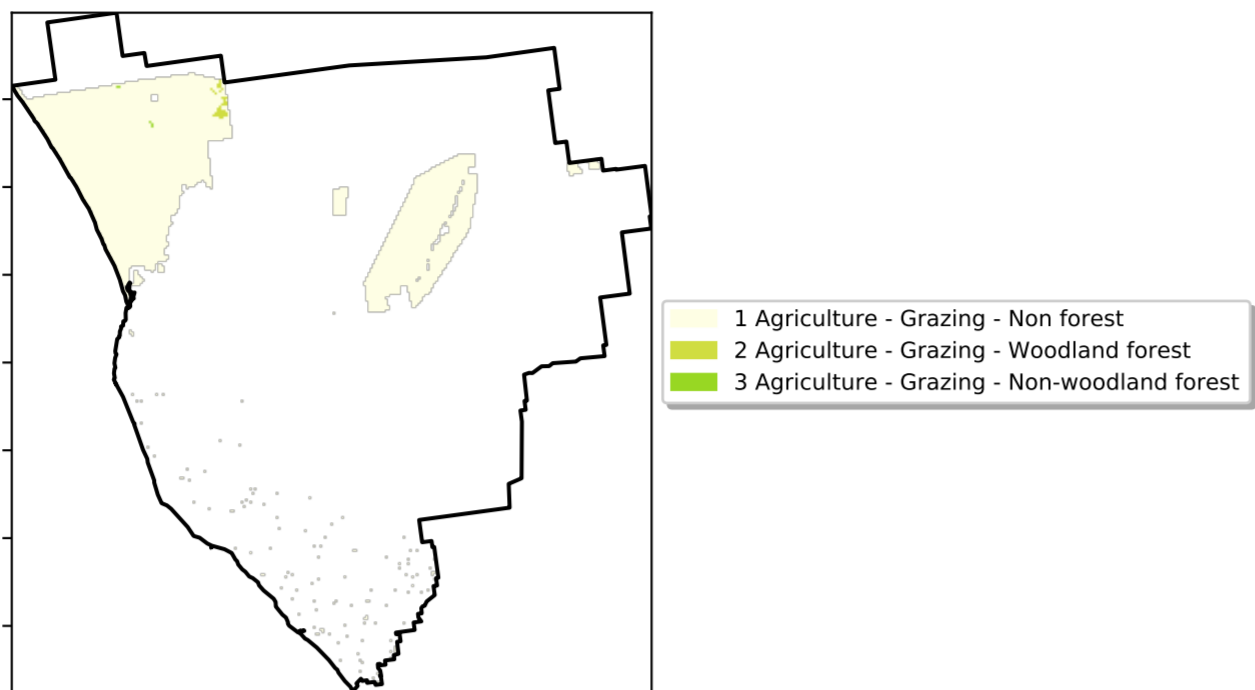 1 Agriculture - Grazing - Non forest
2 Agriculture - Grazing - Woodland forest
3 Agriculture - Grazing - Non-woodland forest